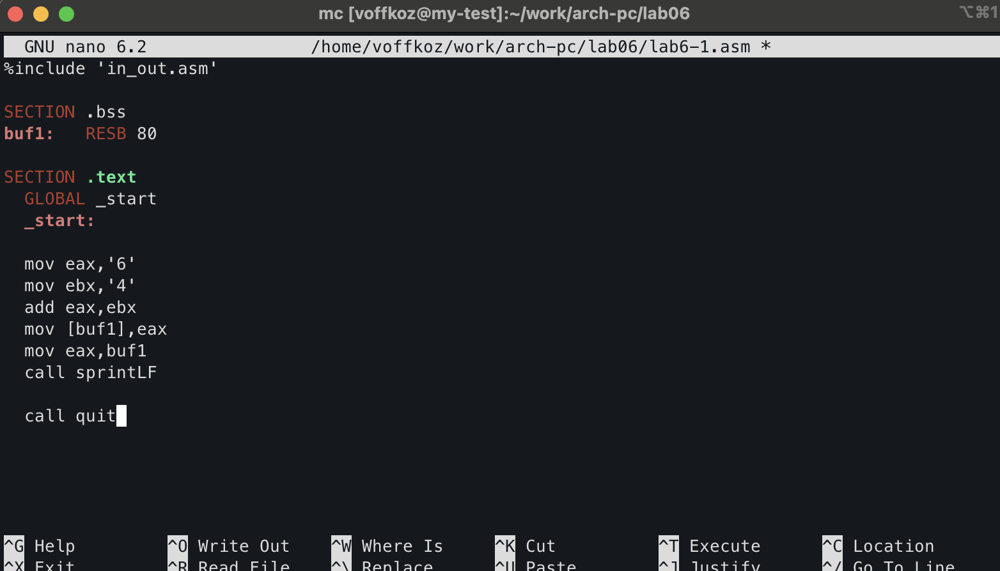 mc [voffkoz@my-test]:~/work/arch-pc/lab06 ⌥⌘1
GNU nano 6.2 /home/voffkoz/work/arch-pc/lab06/lab6-1.asm *
%include 'in_out.asm'
SECTION .bss
buf1: RESB 80
SECTION .text
GLOBAL _start
_start:
mov eax,'6'
mov ebx,'4'
add eax,ebx
mov [buf1],eax
mov eax,buf1
call sprintLF
call quit
^G Help ^O Write Out ^W Where Is ^K Cut ^T Execute ^C Location
^X Exit ^R Read File ^\ Replace ^U Paste ^J Justify ^/ Go To Line